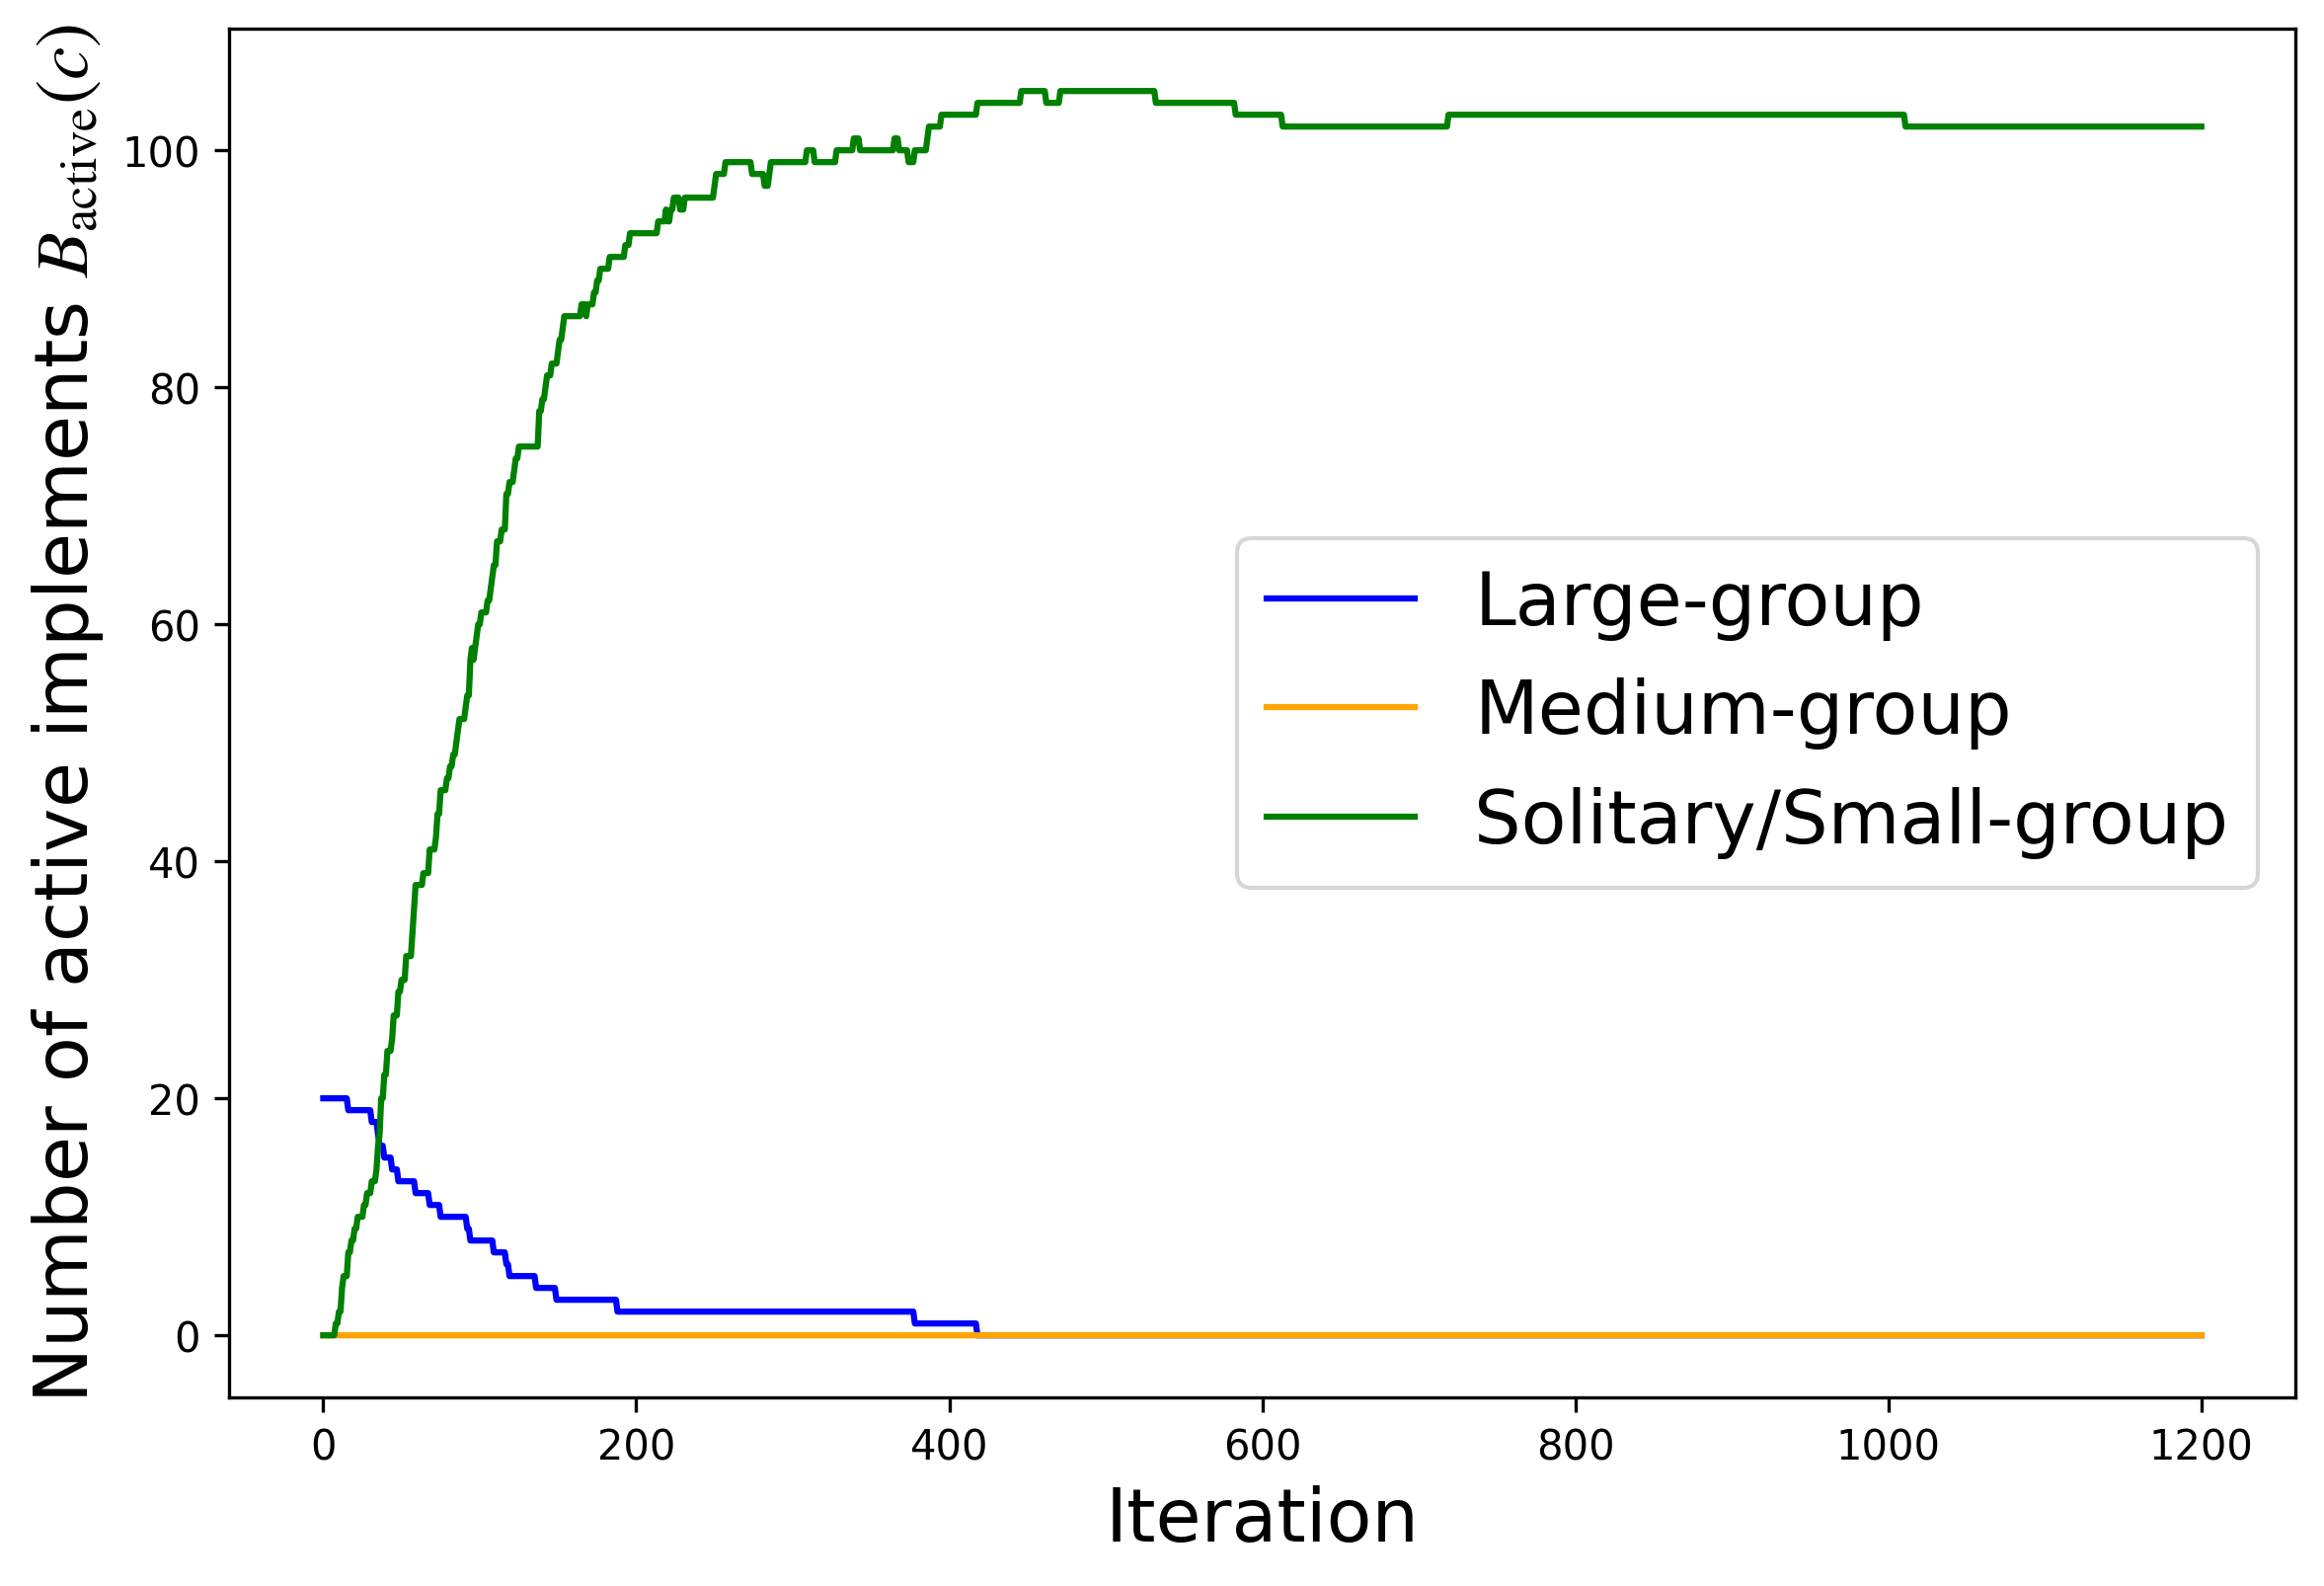 Number of active implements B_active(c)
100
80
60
40
20
0
Large-group
Medium-group
Solitary/Small-group
0 200 400 600 800 1000 1200
Iteration